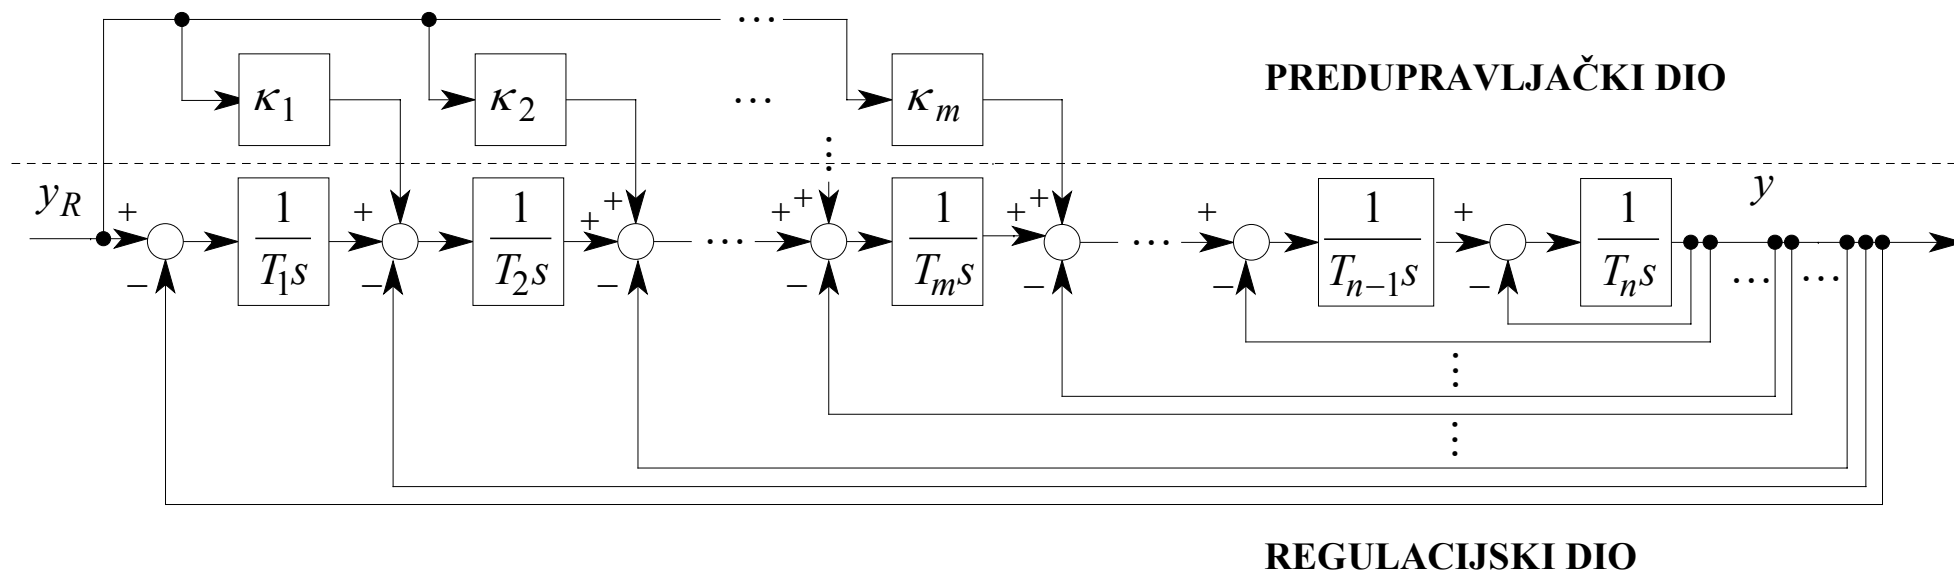 ...
κ1 κ2 ... κm
PREDUPRAVLJAČKI DIO
yR + 1/T1s + 1/T2s + + ... + + 1/Tms + + ... + 1/Tn−1s + 1/Tns y
− − − − − − − ... ...
REGULACIJSKI DIO